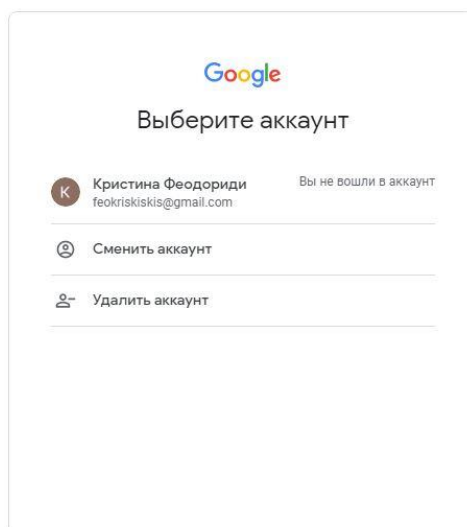 Google
Выберите аккаунт
К
Кристина Феодориди
Вы не вошли в аккаунт
feokriskiskis@gmail.com
Сменить аккаунт
Удалить аккаунт